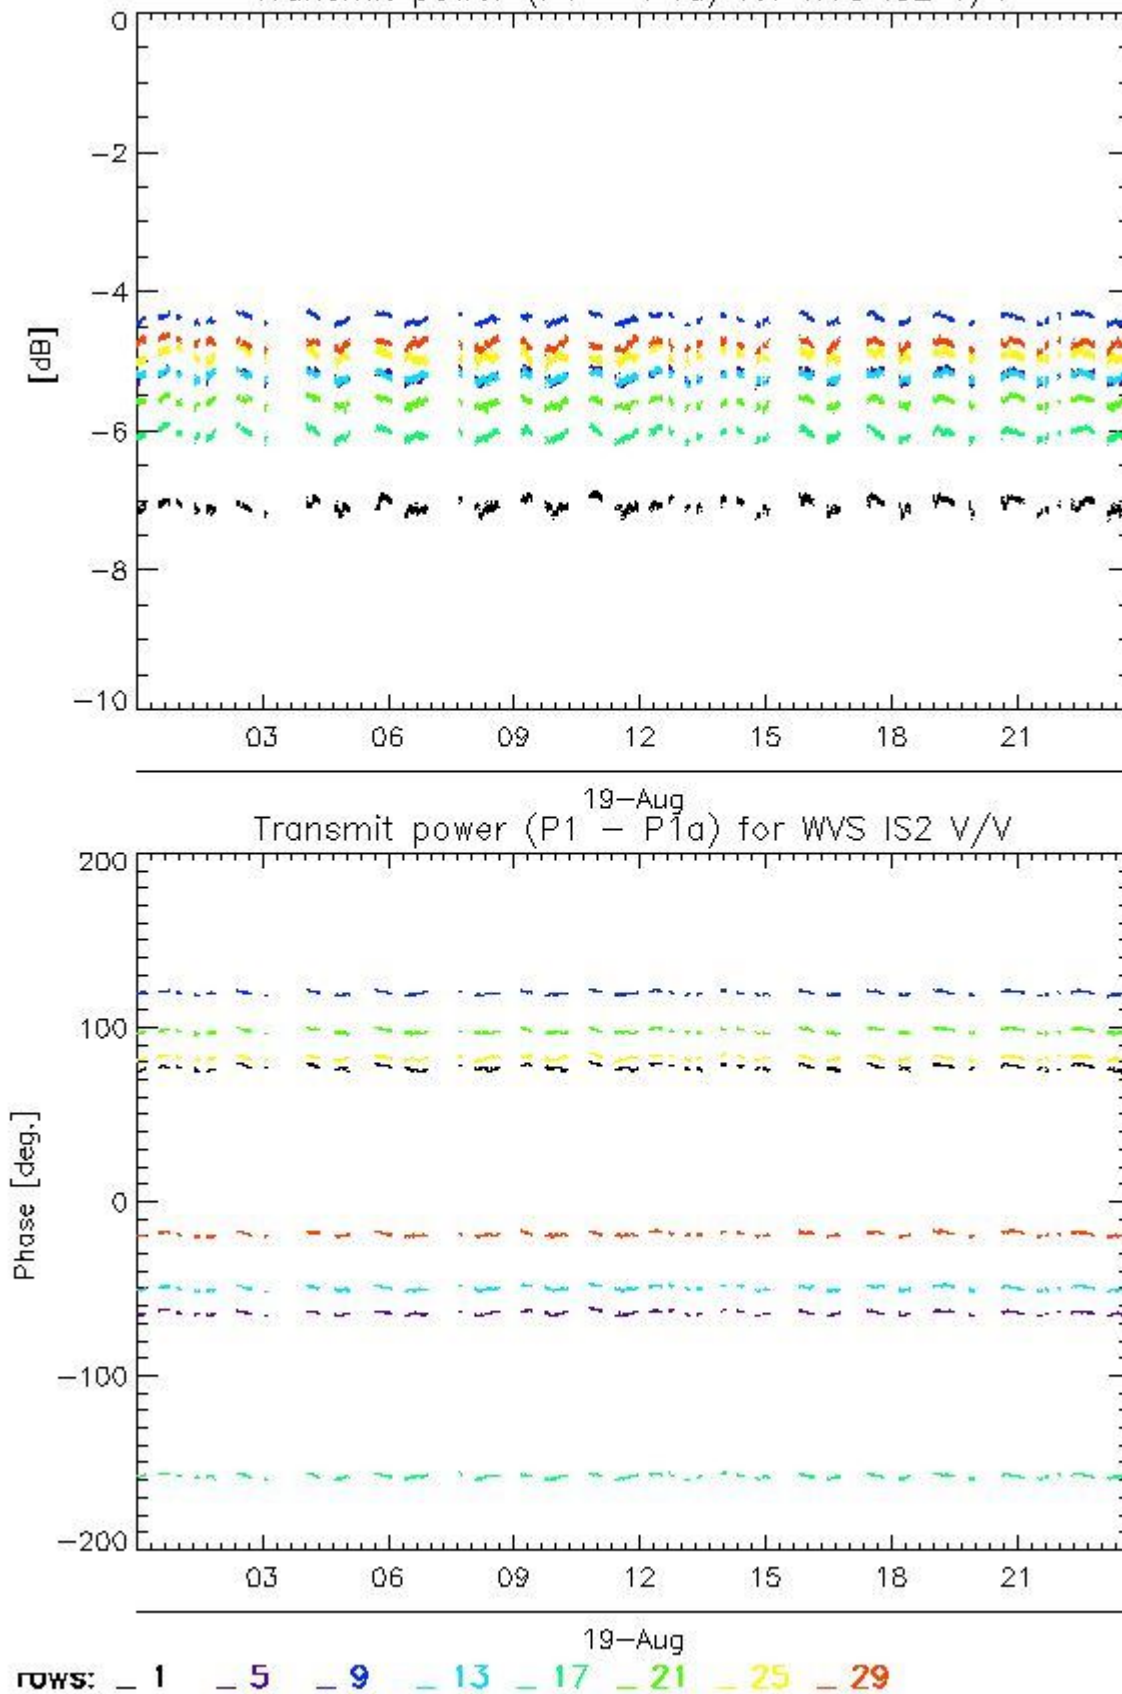 0
−2
−4
−6
−8
−10
[dB]
03 06 09 12 15 18 21
19−Aug
Transmit power (P1 − P1a) for WVS IS2 V/V
200
100
0
−100
−200
Phase [deg.]
03 06 09 12 15 18 21
19−Aug
rows: _ 1 _ 5 _ 9 _ 13 _ 17 _ 21 _ 25 _ 29